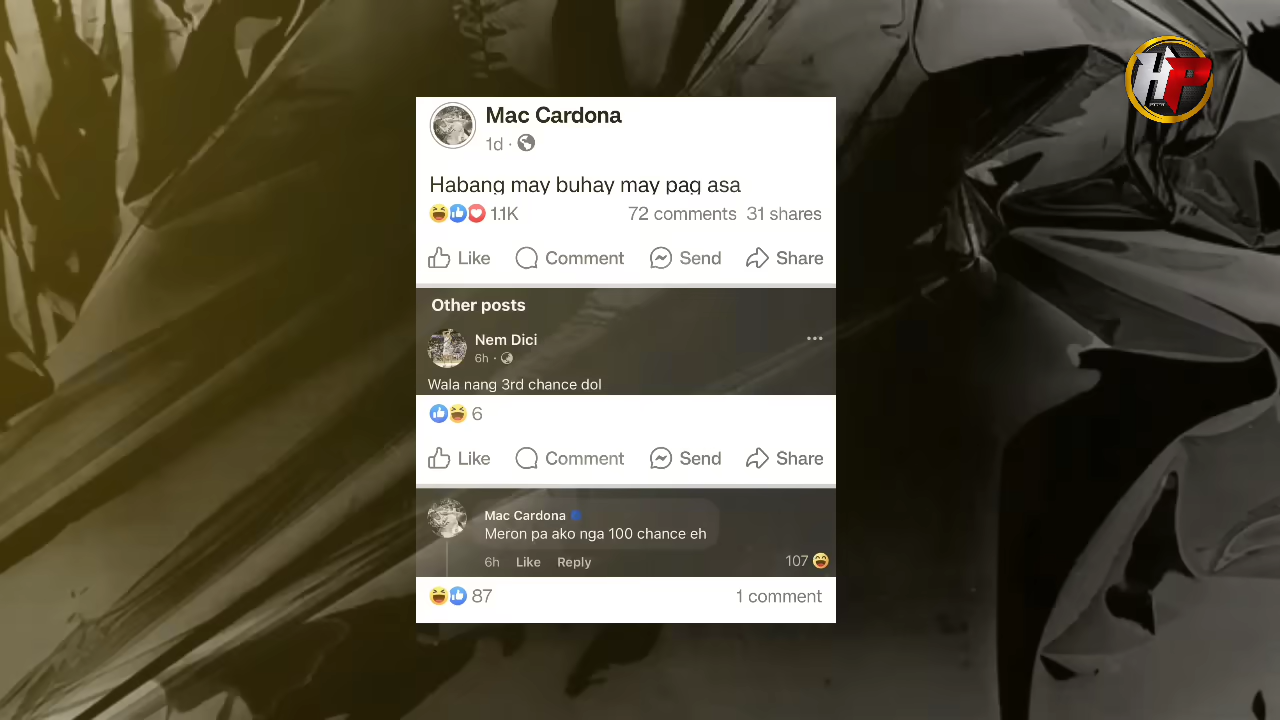 HP
Mac Cardona
1d ·
Habang may buhay may pag asa
1.1K 72 comments 31 shares
Like Comment Send Share
Other posts
Nem Dici
6h ·
Wala nang 3rd chance dol
6
Like Comment Send Share
Mac Cardona
Meron pa ako nga 100 chance eh
6h Like Reply 107
87 1 comment